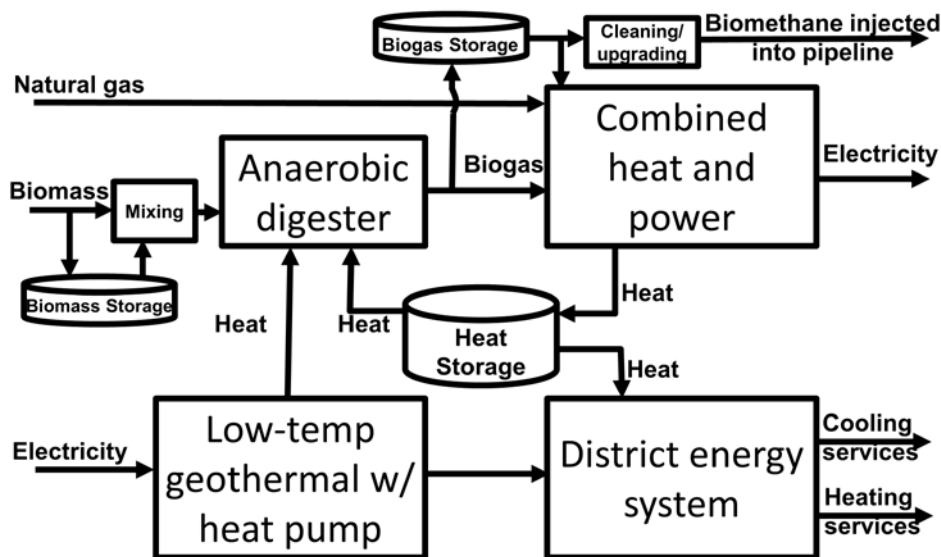 Biogas Storage
Cleaning/
upgrading
Biomethane injected
into pipeline
Natural gas
Combined
heat and
power
Anaerobic
digester
Biogas
Electricity
Biomass
Mixing
Biomass Storage
Heat
Heat
Heat
Heat
Storage
Heat
Electricity
Low-temp
geothermal w/
heat pump
District energy
system
Cooling
services
Heating
services